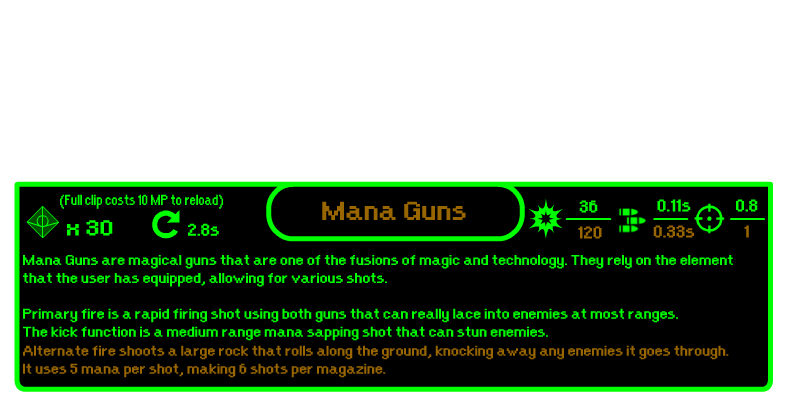 (Full clip costs 10 MP to reload)
x 30
2.8s
Mana Guns
36
120
0.11s
0.33s
0.8
1
Mana Guns are magical guns that are one of the fusions of magic and technology. They rely on the element
that the user has equipped, allowing for various shots.
Primary fire is a rapid firing shot using both guns that can really lace into enemies at most ranges.
The kick function is a medium range mana sapping shot that can stun enemies.
Alternate fire shoots a large rock that rolls along the ground, knocking away any enemies it goes through.
It uses 5 mana per shot, making 6 shots per magazine.